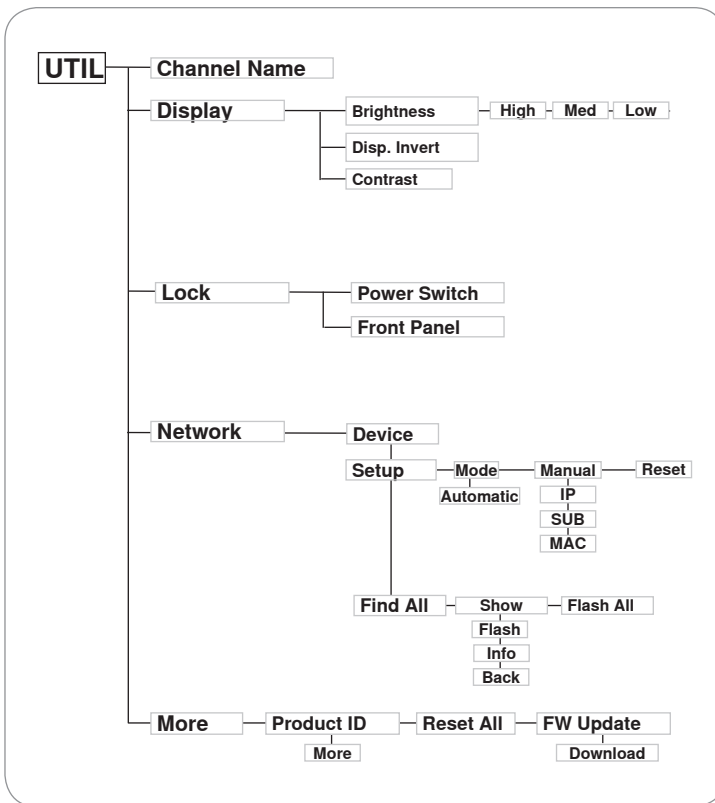 UTIL Channel Name
Display Brightness High Med Low
Disp. Invert
Contrast
Lock Power Switch
Front Panel
Network Device
Setup Mode Manual Reset
Automatic IP
SUB
MAC
Find All Show Flash All
Flash
Info
Back
More Product ID Reset All FW Update
More Download